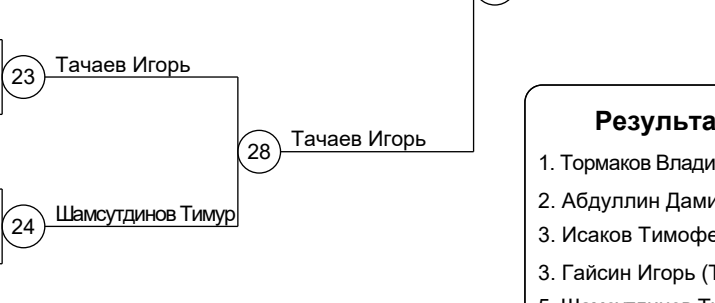 23
Тачаев Игорь
28
Тачаев Игорь
24
Шамсутдинов Тимур
Результа
1. Тормаков Влади
2. Абдуллин Дами
3. Исаков Тимофе
3. Гайсин Игорь (Т